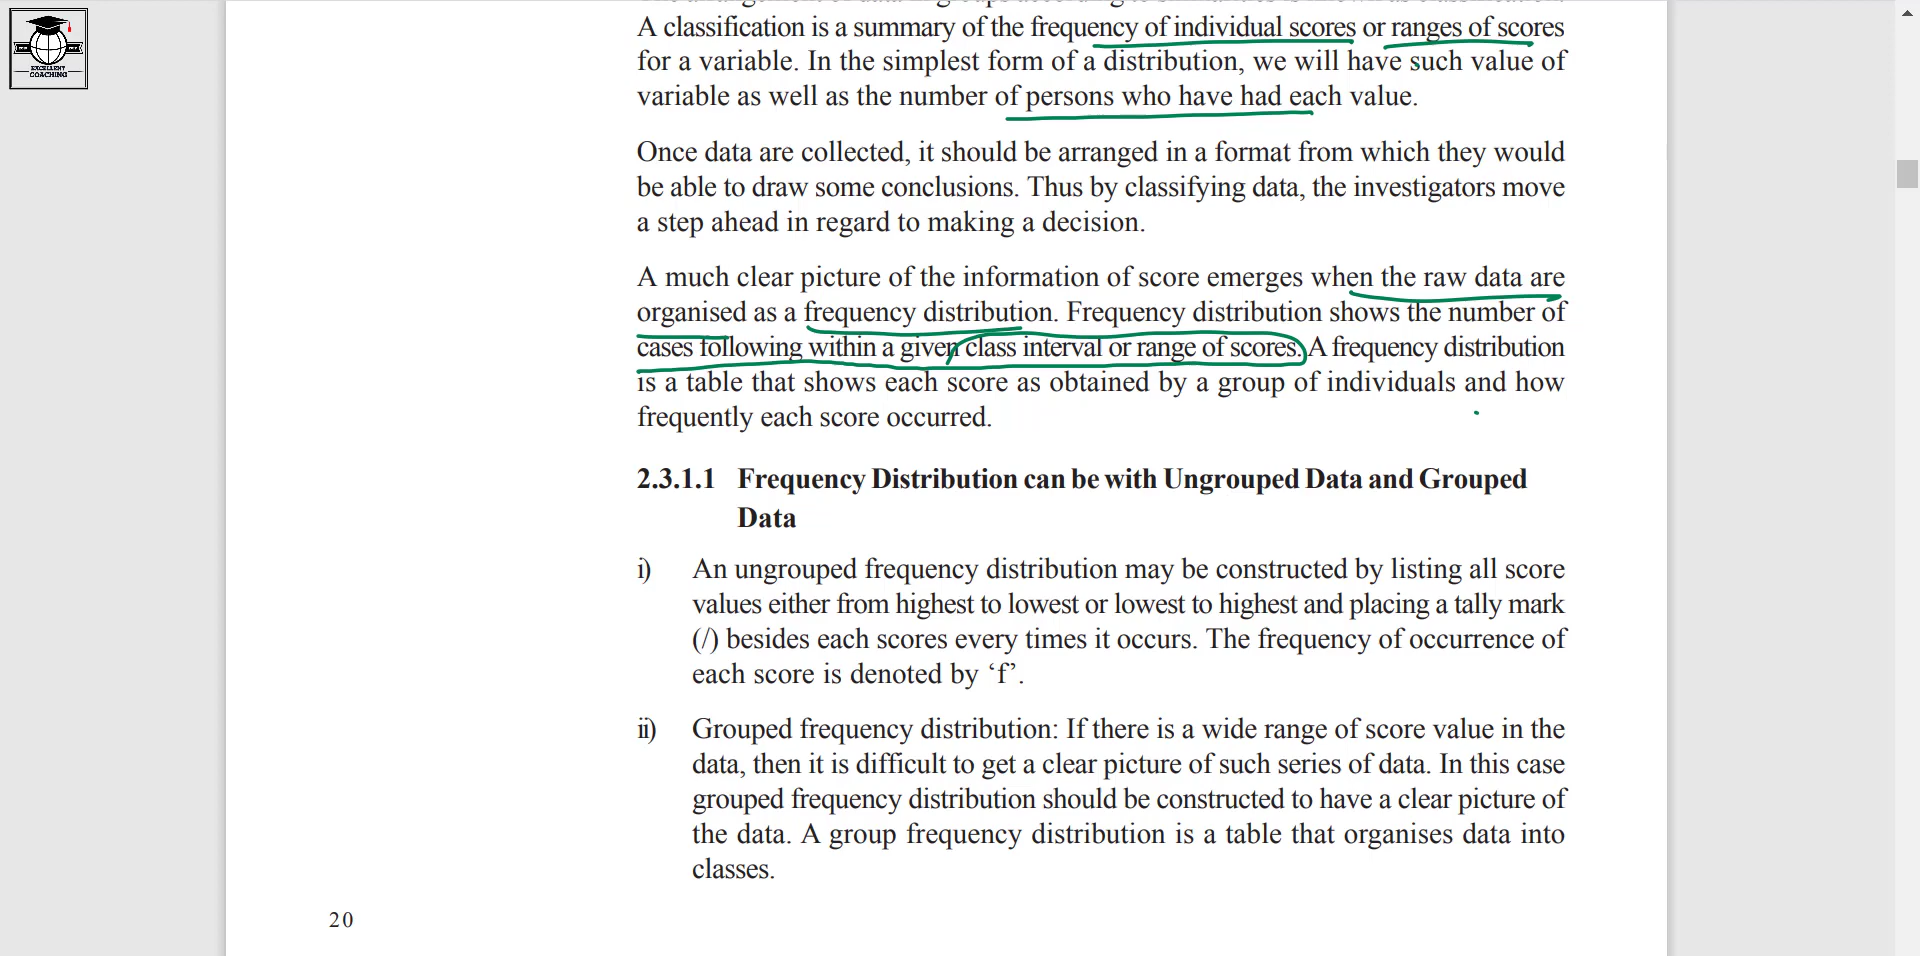 EXCELLENT
COACHING
A classification is a summary of the frequency of individual scores or ranges of scores
for a variable. In the simplest form of a distribution, we will have such value of
variable as well as the number of persons who have had each value.
Once data are collected, it should be arranged in a format from which they would
be able to draw some conclusions. Thus by classifying data, the investigators move
a step ahead in regard to making a decision.
A much clear picture of the information of score emerges when the raw data are
organised as a frequency distribution. Frequency distribution shows the number of
cases following within a given class interval or range of scores. A frequency distribution
is a table that shows each score as obtained by a group of individuals and how
frequently each score occurred.
2.3.1.1 Frequency Distribution can be with Ungrouped Data and Grouped
Data
i) An ungrouped frequency distribution may be constructed by listing all score
values either from highest to lowest or lowest to highest and placing a tally mark
(/) besides each scores every times it occurs. The frequency of occurrence of
each score is denoted by ‘f’.
ii) Grouped frequency distribution: If there is a wide range of score value in the
data, then it is difficult to get a clear picture of such series of data. In this case
grouped frequency distribution should be constructed to have a clear picture of
the data. A group frequency distribution is a table that organises data into
classes.
20